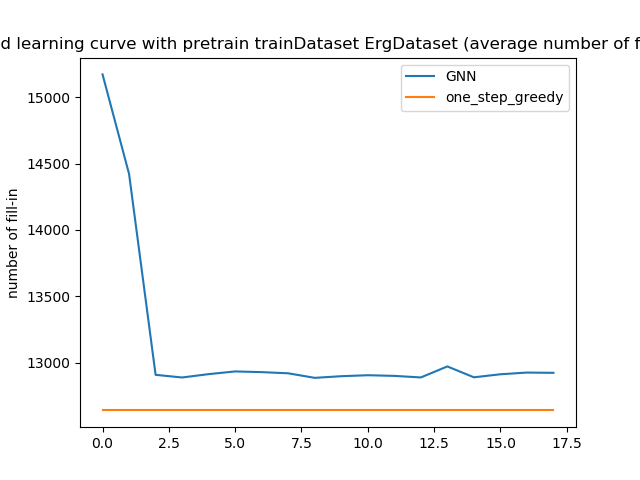 d learning curve with pretrain trainDataset ErgDataset (average number of f
GNN
one_step_greedy
number of fill-in
15000
14500
14000
13500
13000
0.0 2.5 5.0 7.5 10.0 12.5 15.0 17.5